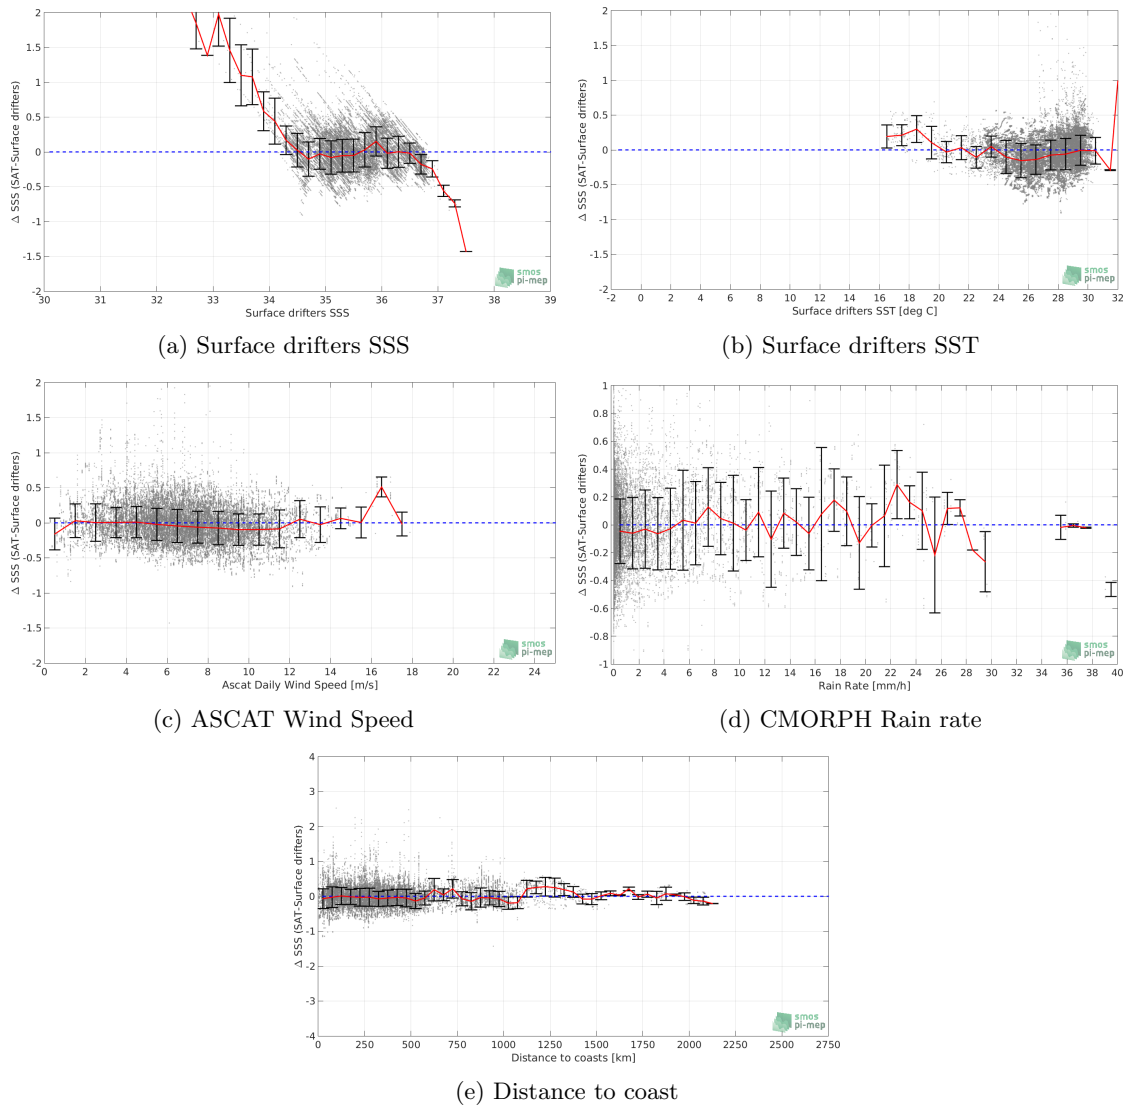 Δ SSS (SAT-Surface drifters)
2
1.5
1
0.5
0
-0.5
-1
-1.5
-2
30 31 32 33 34 35 36 37 38 39
Surface drifters SSS
smos
pi-mep
(a) Surface drifters SSS
Δ SSS (SAT-Surface drifters)
2
1.5
1
0.5
0
-0.5
-1
-1.5
-2
-2 0 2 4 6 8 10 12 14 16 18 20 22 24 26 28 30 32
Surface drifters SST [deg C]
smos
pi-mep
(b) Surface drifters SST
Δ SSS (SAT-Surface drifters)
2
1.5
1
0.5
0
-0.5
-1
-1.5
-2
0 2 4 6 8 10 12 14 16 18 20 22 24
Ascat Daily Wind Speed [m/s]
smos
pi-mep
(c) ASCAT Wind Speed
Δ SSS (SAT-Surface drifters)
1
0.8
0.6
0.4
0.2
0
-0.2
-0.4
-0.6
-0.8
-1
0 2 4 6 8 10 12 14 16 18 20 22 24 26 28 30 32 34 36 38 40
Rain Rate [mm/h]
smos
pi-mep
(d) CMORPH Rain rate
Δ SSS (SAT-Surface drifters)
4
3
2
1
0
-1
-2
-3
-4
0 250 500 750 1000 1250 1500 1750 2000 2250 2500 2750
Distance to coasts [km]
smos
pi-mep
(e) Distance to coast